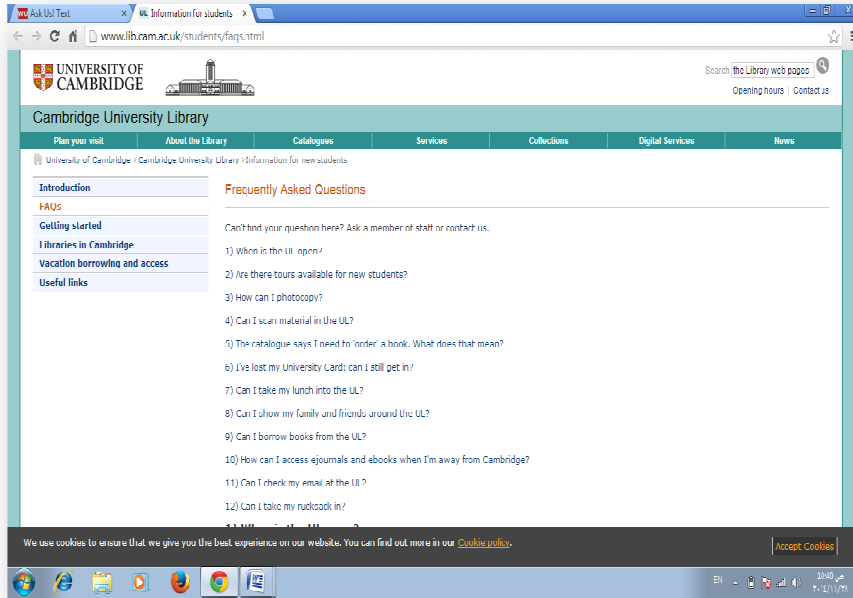 Ask Us! Text
Information for students
www.lib.cam.ac.uk/students/faqs.html
UNIVERSITY OF
CAMBRIDGE
Search the Library web pages
Opening hours | Contact us
Cambridge University Library
Plan your visit About the Library Catalogues Services Collections Digital Services News
University of Cambridge > Cambridge University Library > Information for new students
Introduction
FAQs
Getting started
Libraries in Cambridge
Vacation borrowing and access
Useful links
Frequently Asked Questions
Can't find your question here? Ask a member of staff or contact us.
1) When is the UL open?
2) Are there tours available for new students?
3) How can I photocopy?
4) Can I scan material in the UL?
5) The catalogue says I need to 'order' a book. What does that mean?
6) I've lost my University Card: can I still get in?
7) Can I take my lunch into the UL?
8) Can I show my family and friends around the UL?
9) Can I borrow books from the UL?
10) How can I access ejournals and ebooks when I'm away from Cambridge?
11) Can I check my email at the UL?
12) Can I take my rucksack in?
We use cookies to ensure that we give you the best experience on our website. You can find out more in our Cookie policy.
Accept Cookies
EN
10:40 ص
٢٠١٤/١١/٢٨